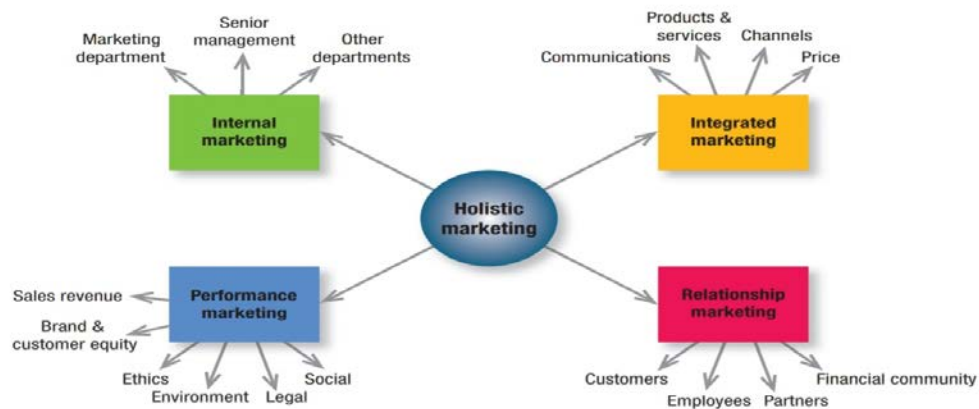 Marketing
department
Senior
management
Other
departments
Internal
marketing
Communications
Products &
services
Channels
Price
Integrated
marketing
Holistic
marketing
Performance
marketing
Sales revenue
Brand &
customer equity
Ethics
Environment
Legal
Social
Relationship
marketing
Customers
Employees
Partners
Financial community